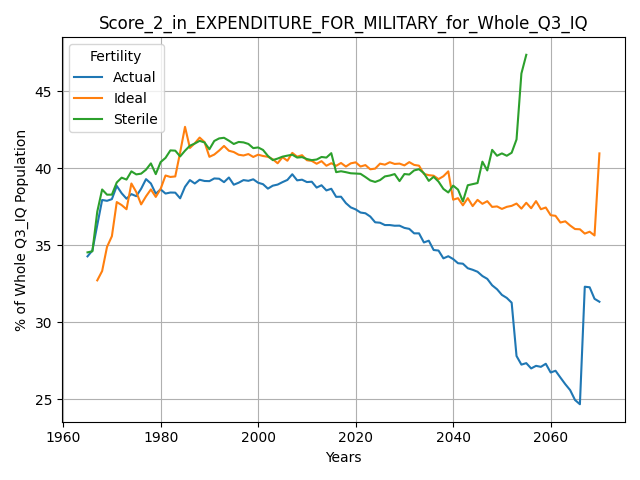 Score_2_in_EXPENDITURE_FOR_MILITARY_for_Whole_Q3_IQ
Fertility
Actual
Ideal
Sterile
% of Whole Q3_IQ Population
45
40
35
30
25
1960 1980 2000 2020 2040 2060
Years